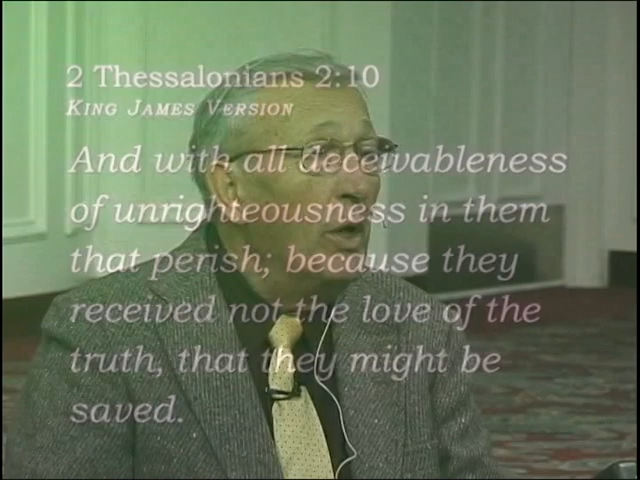 2 Thessalonians 2:10
King James Version
And with all deceivableness
of unrighteousness in them
that perish; because they
received not the love of the
truth, that they might be
saved.